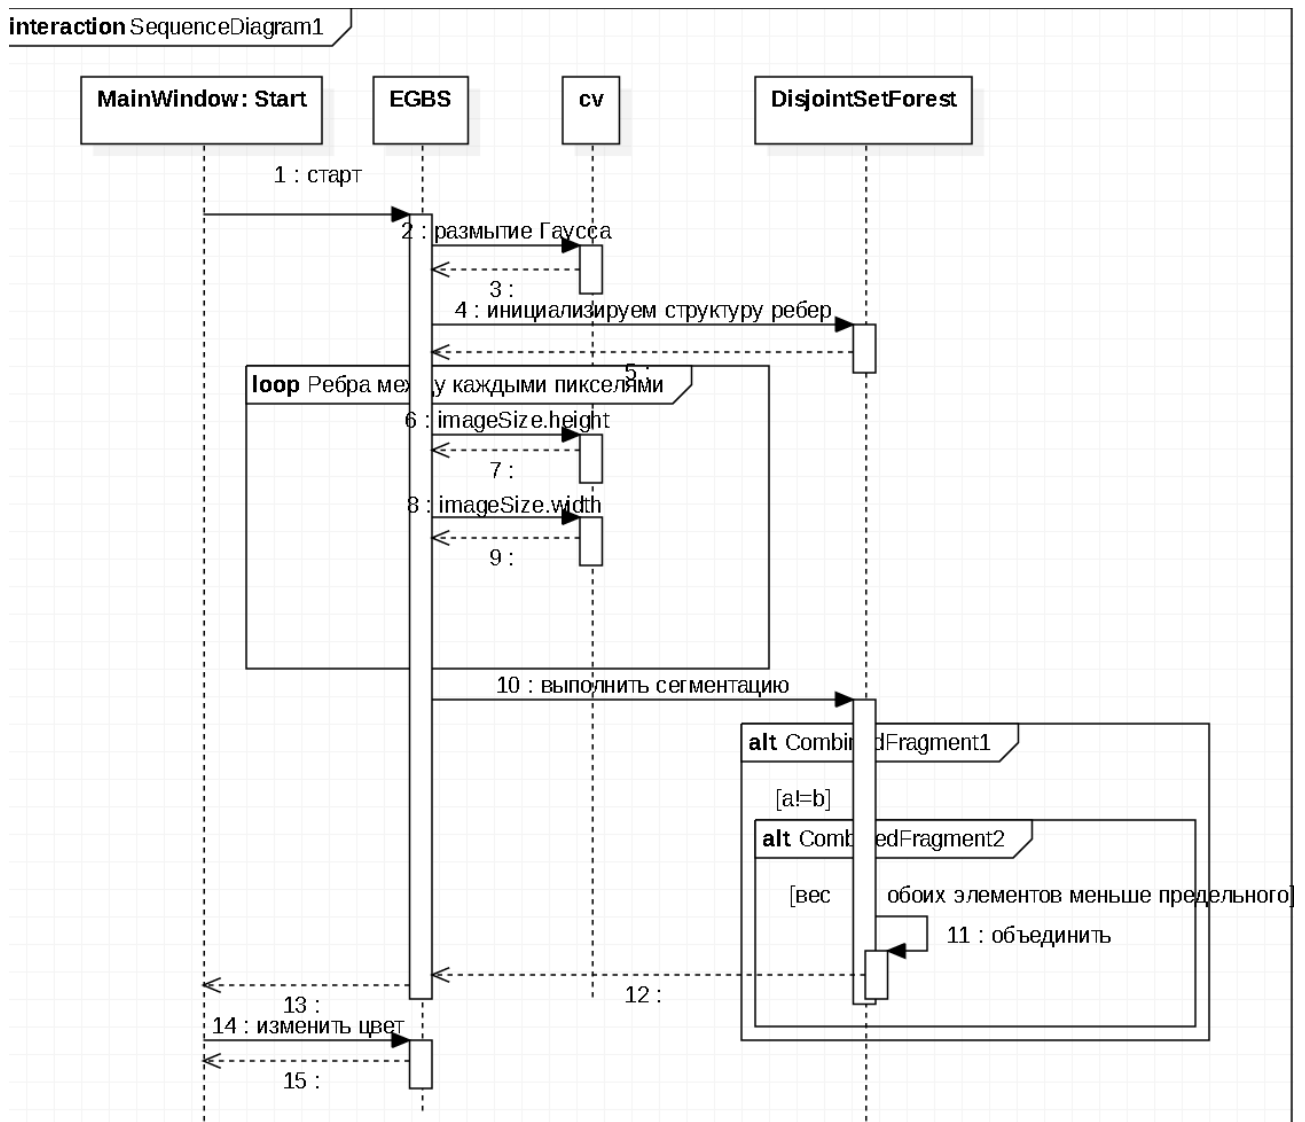 interaction SequenceDiagram1
MainWindow: Start
EGBS
cv
DisjointSetForest
1 : старт
2 : размытие Гаусса
3 :
4 : инициализируем структуру ребер
5 :
loop Ребра меж у каждыми пикселями
6 : imageSize.height
7 :
8 : imageSize.width
9 :
10 : выполнить сегментацию
alt Combin dFragment1
[a!=b]
alt Comb edFragment2
[вес обоих элементов меньше предельного]
11 : объединить
12 :
13 :
14 : изменить цвет
15 :